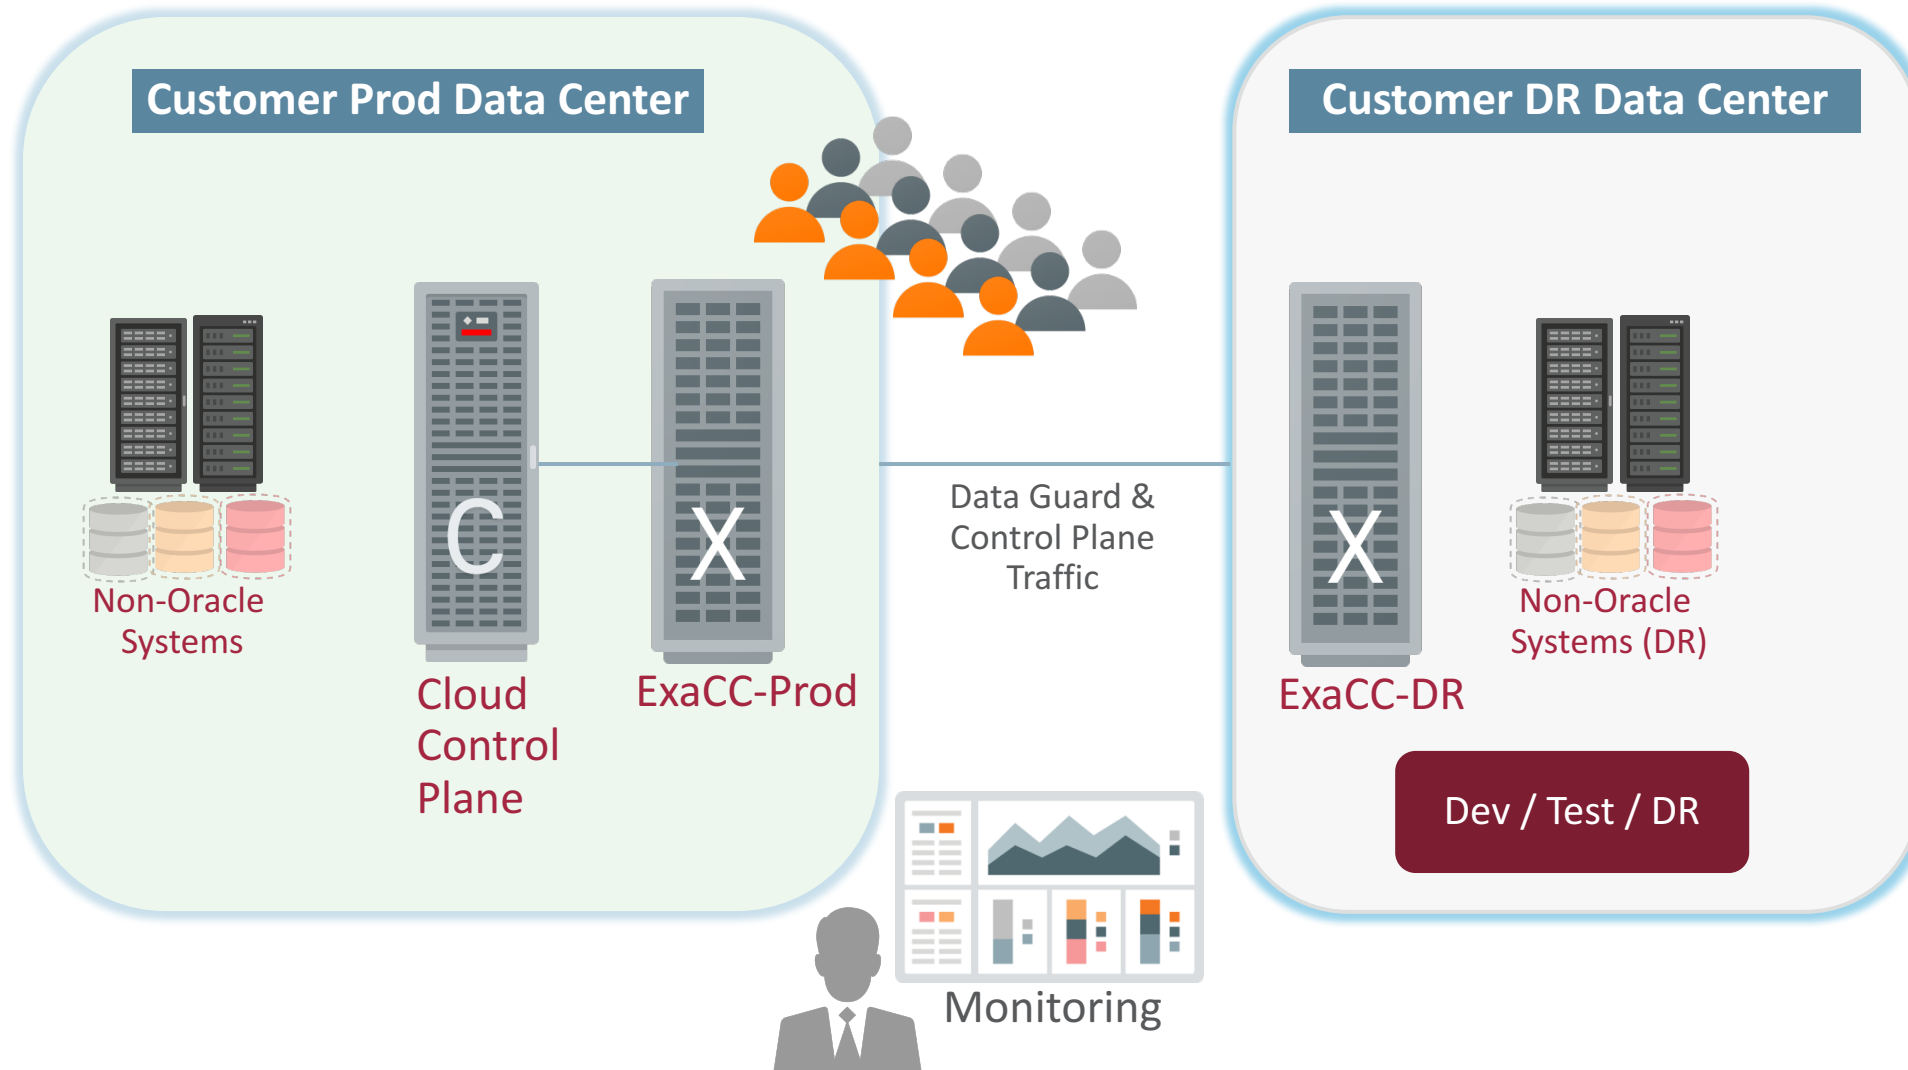 Customer Prod Data Center
Customer DR Data Center
Non-Oracle
Systems
C
Cloud
Control
Plane
X
ExaCC-Prod
Data Guard &
Control Plane
Traffic
X
ExaCC-DR
Non-Oracle
Systems (DR)
Dev / Test / DR
Monitoring